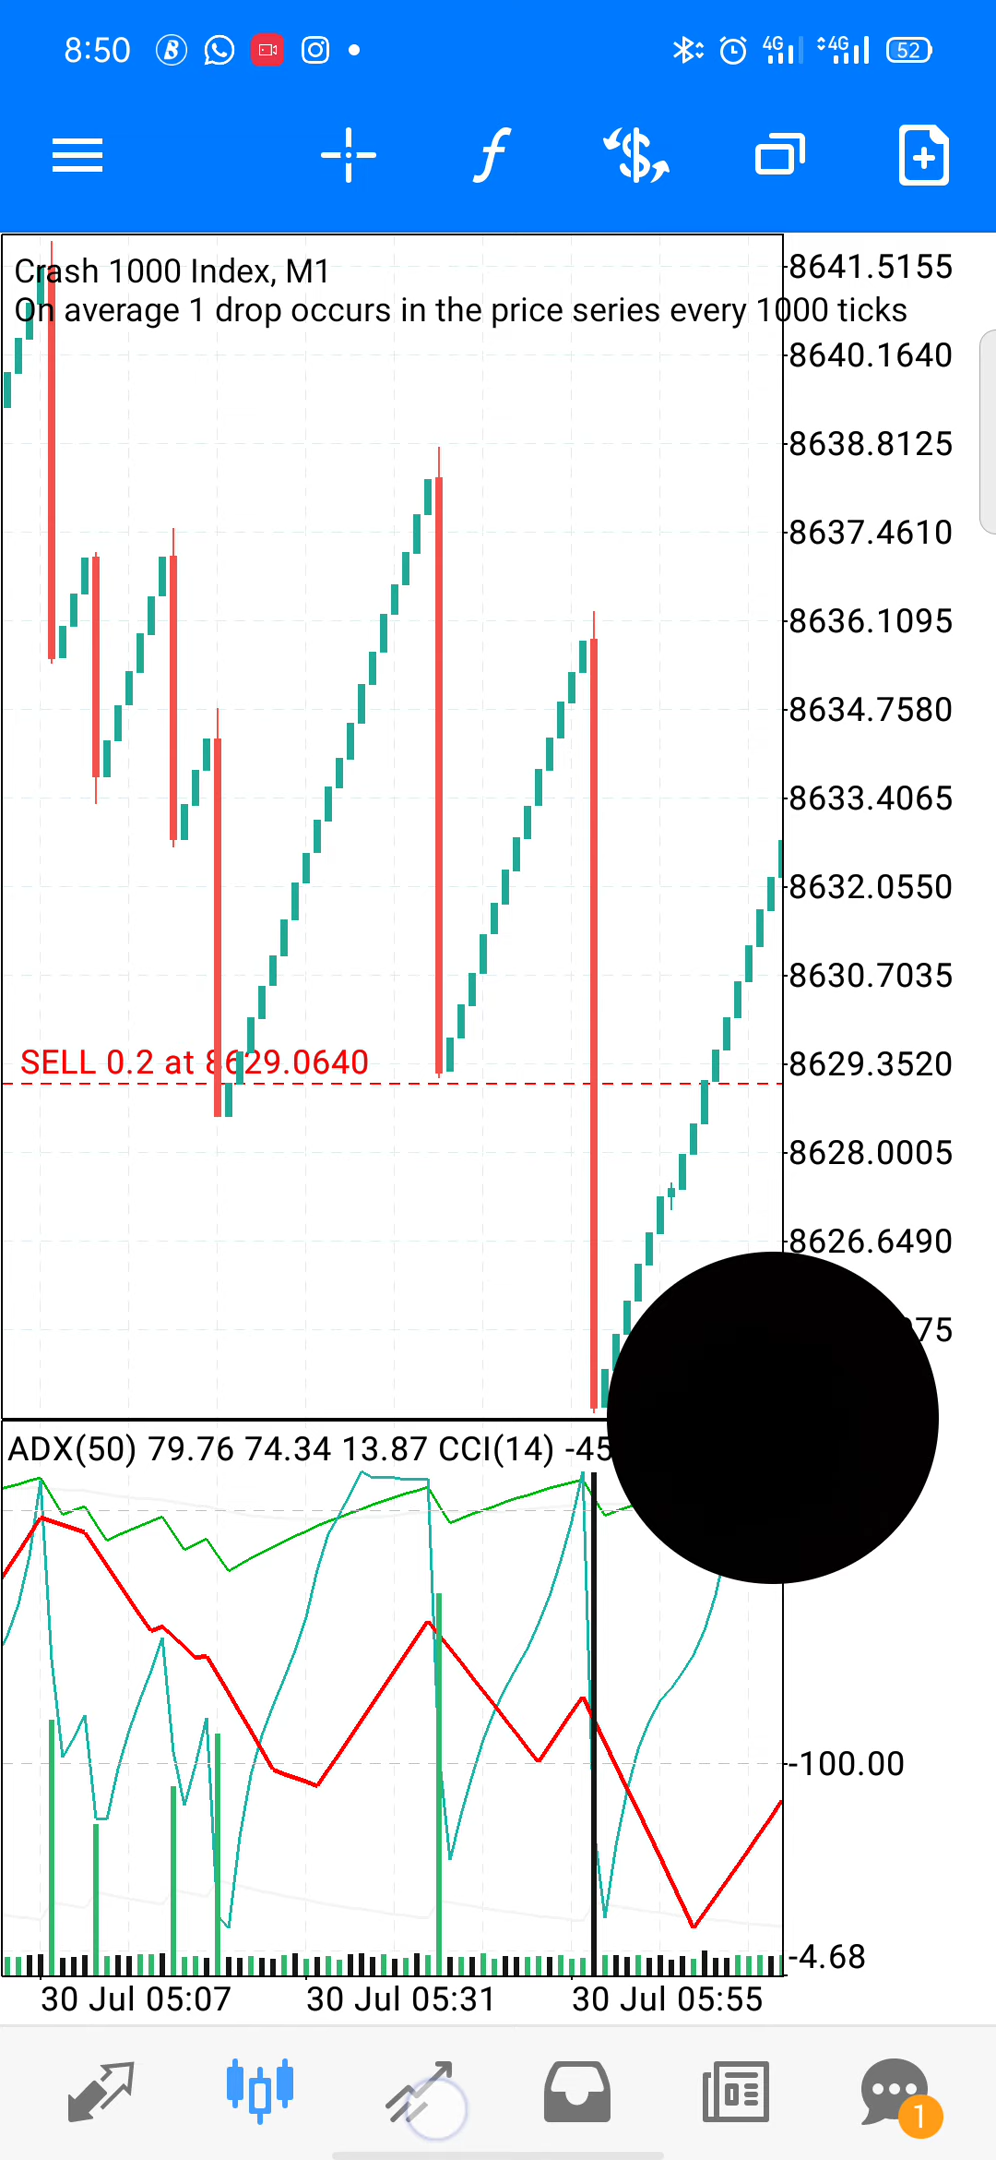 8:50
4G
4G
52
Crash 1000 Index, M1
On average 1 drop occurs in the price series every 1000 ticks
8641.5155
8640.1640
8638.8125
8637.4610
8636.1095
8634.7580
8633.4065
8632.0550
8630.7035
SELL 0.2 at 8629.0640
8629.3520
8628.0005
8626.6490
75
ADX(50) 79.76 74.34 13.87 CCI(14) -45
-100.00
-4.68
30 Jul 05:07
30 Jul 05:31
30 Jul 05:55
1